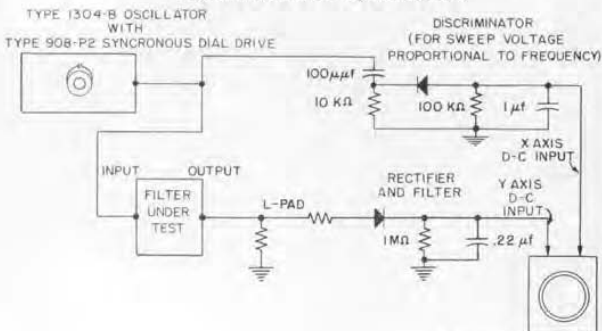 TYPE 1304-B OSCILLATOR
WITH
TYPE 908-P2 SYNCRONOUS DIAL DRIVE
DISCRIMINATOR
(FOR SWEEP VOLTAGE
PROPORTIONAL TO FREQUENCY)
100μμf
10 KΩ
100 KΩ
1 μf
X AXIS
D-C INPUT
INPUT
OUTPUT
FILTER
UNDER
TEST
L-PAD
RECTIFIER
AND FILTER
Y AXIS
D-C
INPUT
1MΩ
.22 μf